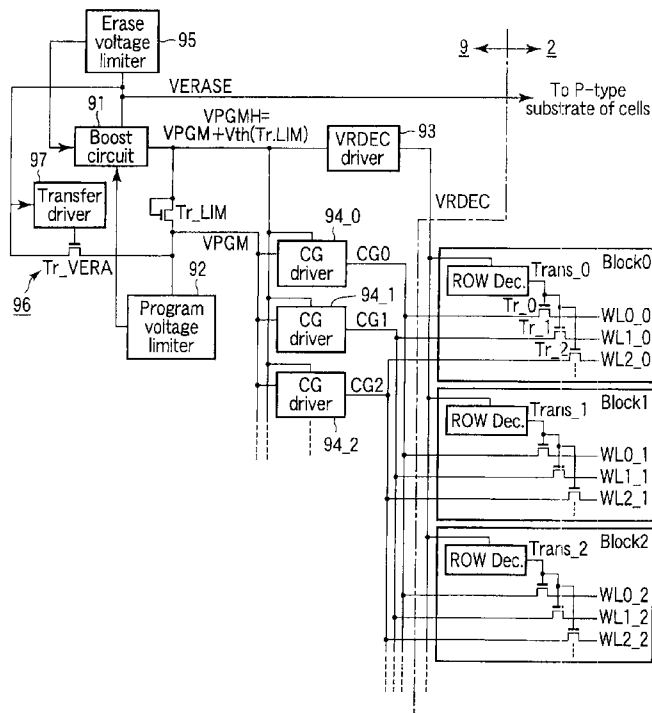 Erase voltage
limiter
95
9
2
VERASE
To P-type
substrate of cells
91
Boost
circuit
VPGMH=
VPGM+Vth(Tr.LIM)
93
VRDEC
driver
97
Transfer
driver
Tr_LIM
VRDEC
VPGM
94_0
CG
driver
CG0
Tr_VERA
96
92
Program
voltage
limiter
94_1
CG
driver
CG1
CG
driver
CG2
94_2
Block0
ROW Dec.
Trans_0
Tr_0
WL0_0
Tr_1
WL1_0
Tr_2
WL2_0
Block1
ROW Dec.
Trans_1
WL0_1
WL1_1
WL2_1
Block2
ROW Dec.
Trans_2
WL0_2
WL1_2
WL2_2